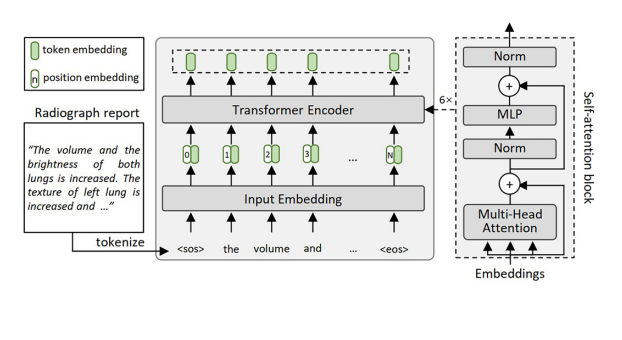 token embedding
n position embedding
Radiograph report
"The volume and the
brightness of both
lungs is increased. The
texture of left lung is
increased and …"
tokenize
Transformer Encoder
0 1 2 3 … N
Input Embedding
<sos> the volume and … <eos>
6×
Norm
+
MLP
Norm
+
Multi-Head
Attention
Embeddings
Self-attention block